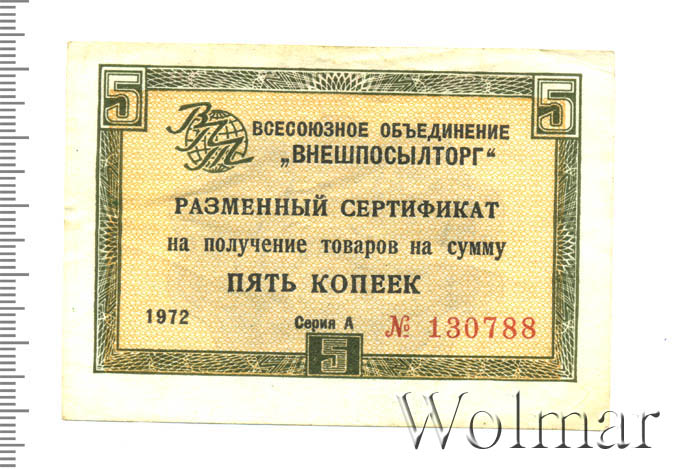 5 5
ВПТ
ВСЕСОЮЗНОЕ ОБЪЕДИНЕНИЕ
„ВНЕШПОСЫЛТОРГ“
РАЗМЕННЫЙ СЕРТИФИКАТ
на получение товаров на сумму
ПЯТЬ КОПЕЕК
1972 Серия А № 130788
5
Wolmar